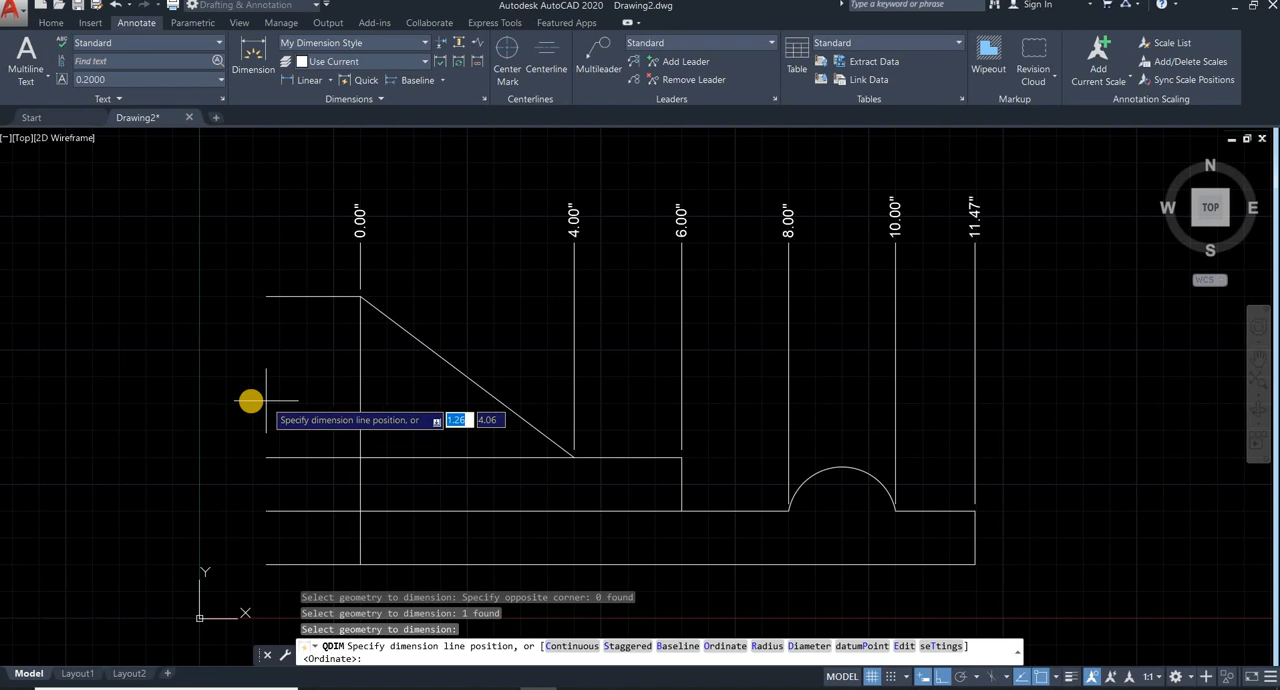 Drafting & Annotation
Autodesk AutoCAD 2020 Drawing2.dwg
Type a keyword or phrase
Sign In
Home Insert Annotate Parametric View Manage Output Add-ins Collaborate Express Tools Featured Apps
Multiline Text
Standard
Find text
0.2000
Text
Dimension
My Dimension Style
Use Current
Linear Quick Baseline
Dimensions
Center Mark
Centerline
Centerlines
Multileader
Standard
Add Leader
Remove Leader
Leaders
Table
Standard
Extract Data
Link Data
Tables
Wipeout
Revision Cloud
Markup
Add Current Scale
Scale List
Add/Delete Scales
Sync Scale Positions
Annotation Scaling
Start
Drawing2*
[−][Top][2D Wireframe]
N
W TOP E
S
WCS
0.00"
4.00"
6.00"
8.00"
10.00"
11.47"
Specify dimension line position, or 1.26 4.06
Y
X
Select geometry to dimension: Specify opposite corner: 0 found
Select geometry to dimension: 1 found
Select geometry to dimension:
QDIM Specify dimension line position, or [Continuous Staggered Baseline Ordinate Radius Diameter datumPoint Edit seTtings]
<Ordinate>:
Model Layout1 Layout2 +
MODEL 1:1